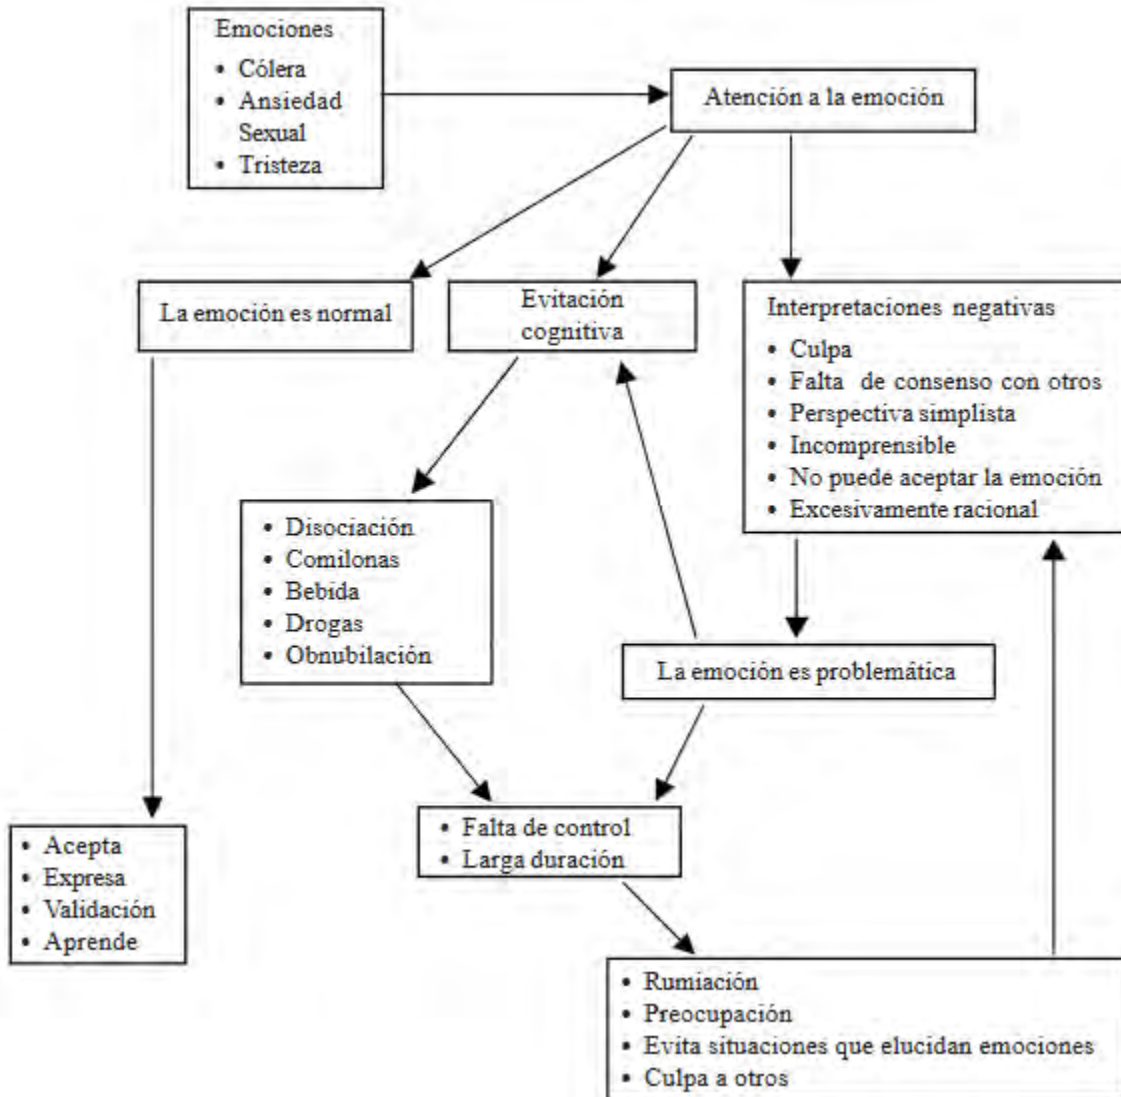 Emociones
• Cólera
• Ansiedad
Sexual
• Tristeza
Atención a la emoción
La emoción es normal
Evitación
cognitiva
Interpretaciones negativas
• Culpa
• Falta de consenso con otros
• Perspectiva simplista
• Incomprensible
• No puede aceptar la emoción
• Excesivamente racional
• Disociación
• Comilonas
• Bebida
• Drogas
• Obnubilación
La emoción es problemática
• Falta de control
• Larga duración
• Acepta
• Expresa
• Validación
• Aprende
• Rumiación
• Preocupación
• Evita situaciones que elucidan emociones
• Culpa a otros